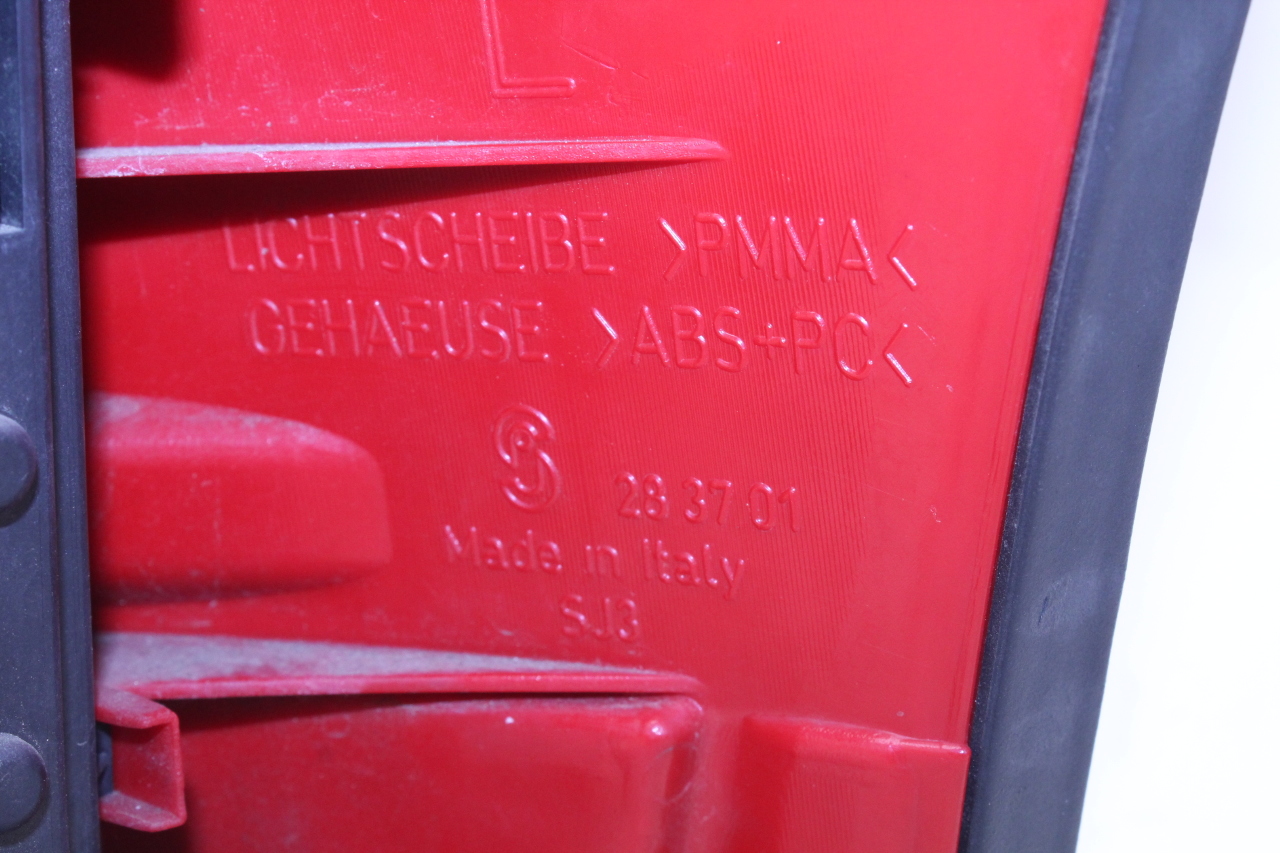 L
LICHTSCHEIBE >PMMA<
GEHAEUSE >ABS+PC<
28 37 01
Made in Italy
SJ3